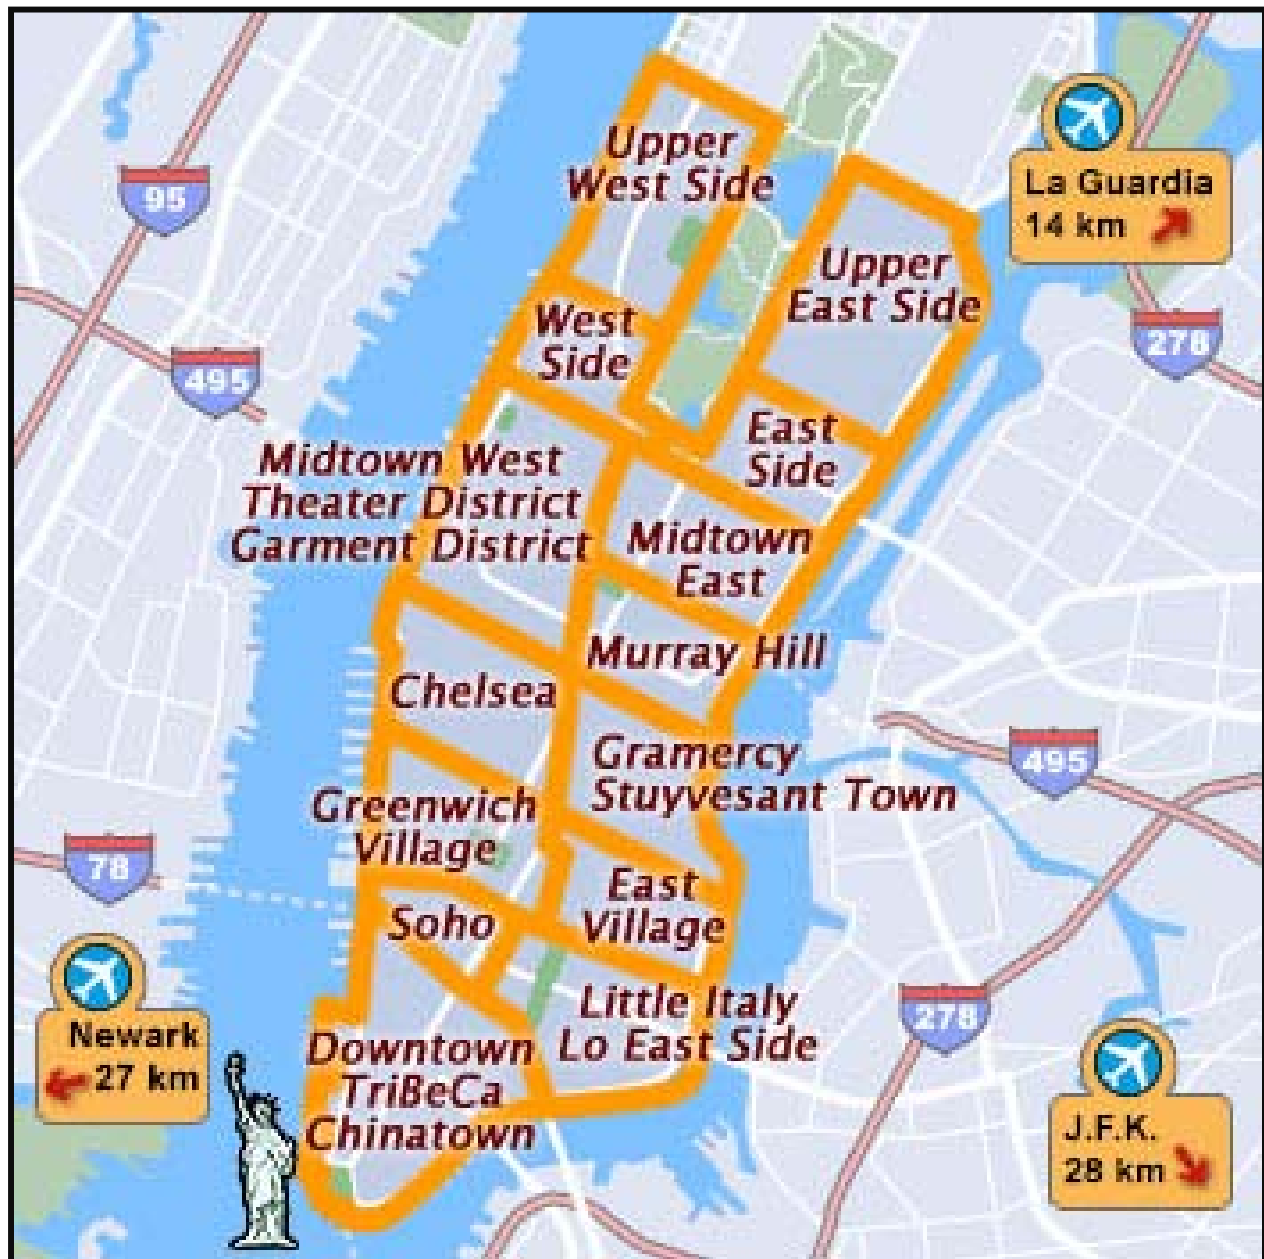 Upper
West Side
La Guardia
14 km
95
Upper
East Side
West
Side
278
495
East
Side
Midtown West
Theater District
Garment District
Midtown
East
Murray Hill
Chelsea
Gramercy
Stuyvesant Town
495
Greenwich
Village
78
East
Village
Soho
Little Italy
Lo East Side
278
Newark
27 km
Downtown
TriBeCa
Chinatown
J.F.K.
28 km